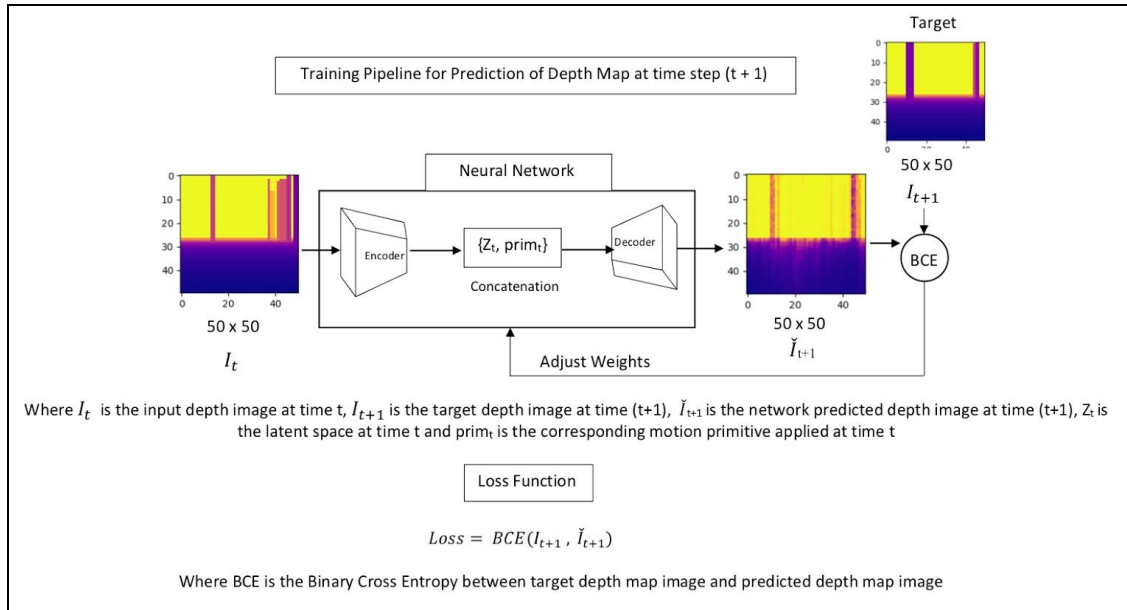 Target
0
10
20
30
40
0 20 40
50 x 50
I_{t+1}
Training Pipeline for Prediction of Depth Map at time step (t + 1)
Neural Network
0
10
20
30
40
0 20 40
50 x 50
I_t
Encoder
{Z_t, prim_t}
Concatenation
Decoder
0
10
20
30
40
0 20 40
50 x 50
Ǐ_{t+1}
BCE
Adjust Weights
Where I_t is the input depth image at time t, I_{t+1} is the target depth image at time (t+1), Ǐ_{t+1} is the network predicted depth image at time (t+1), Z_t is
the latent space at time t and prim_t is the corresponding motion primitive applied at time t
Loss Function
Loss = BCE(I_{t+1} , Ǐ_{t+1})
Where BCE is the Binary Cross Entropy between target depth map image and predicted depth map image